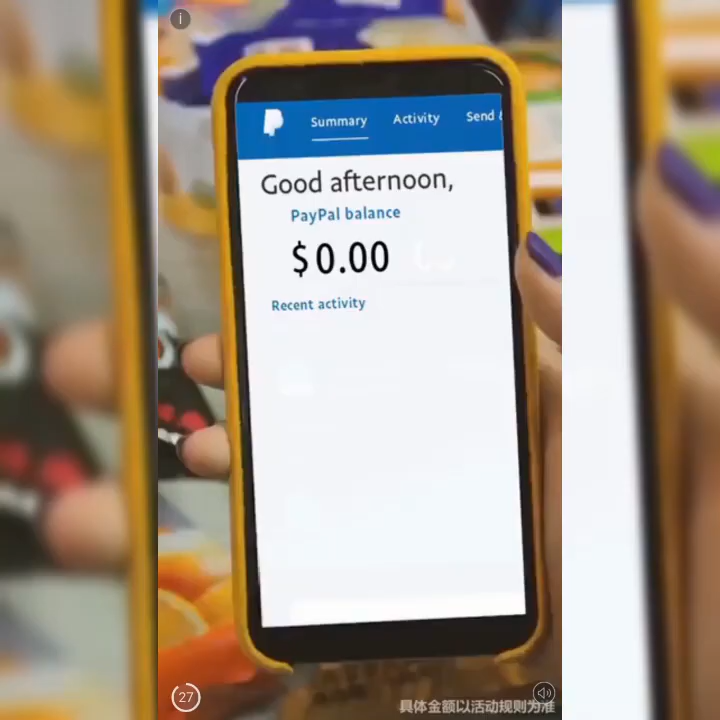 Summary Activity Send &
Good afternoon,
PayPal balance
$0.00
Recent activity
27
具体金额以活动规则为准